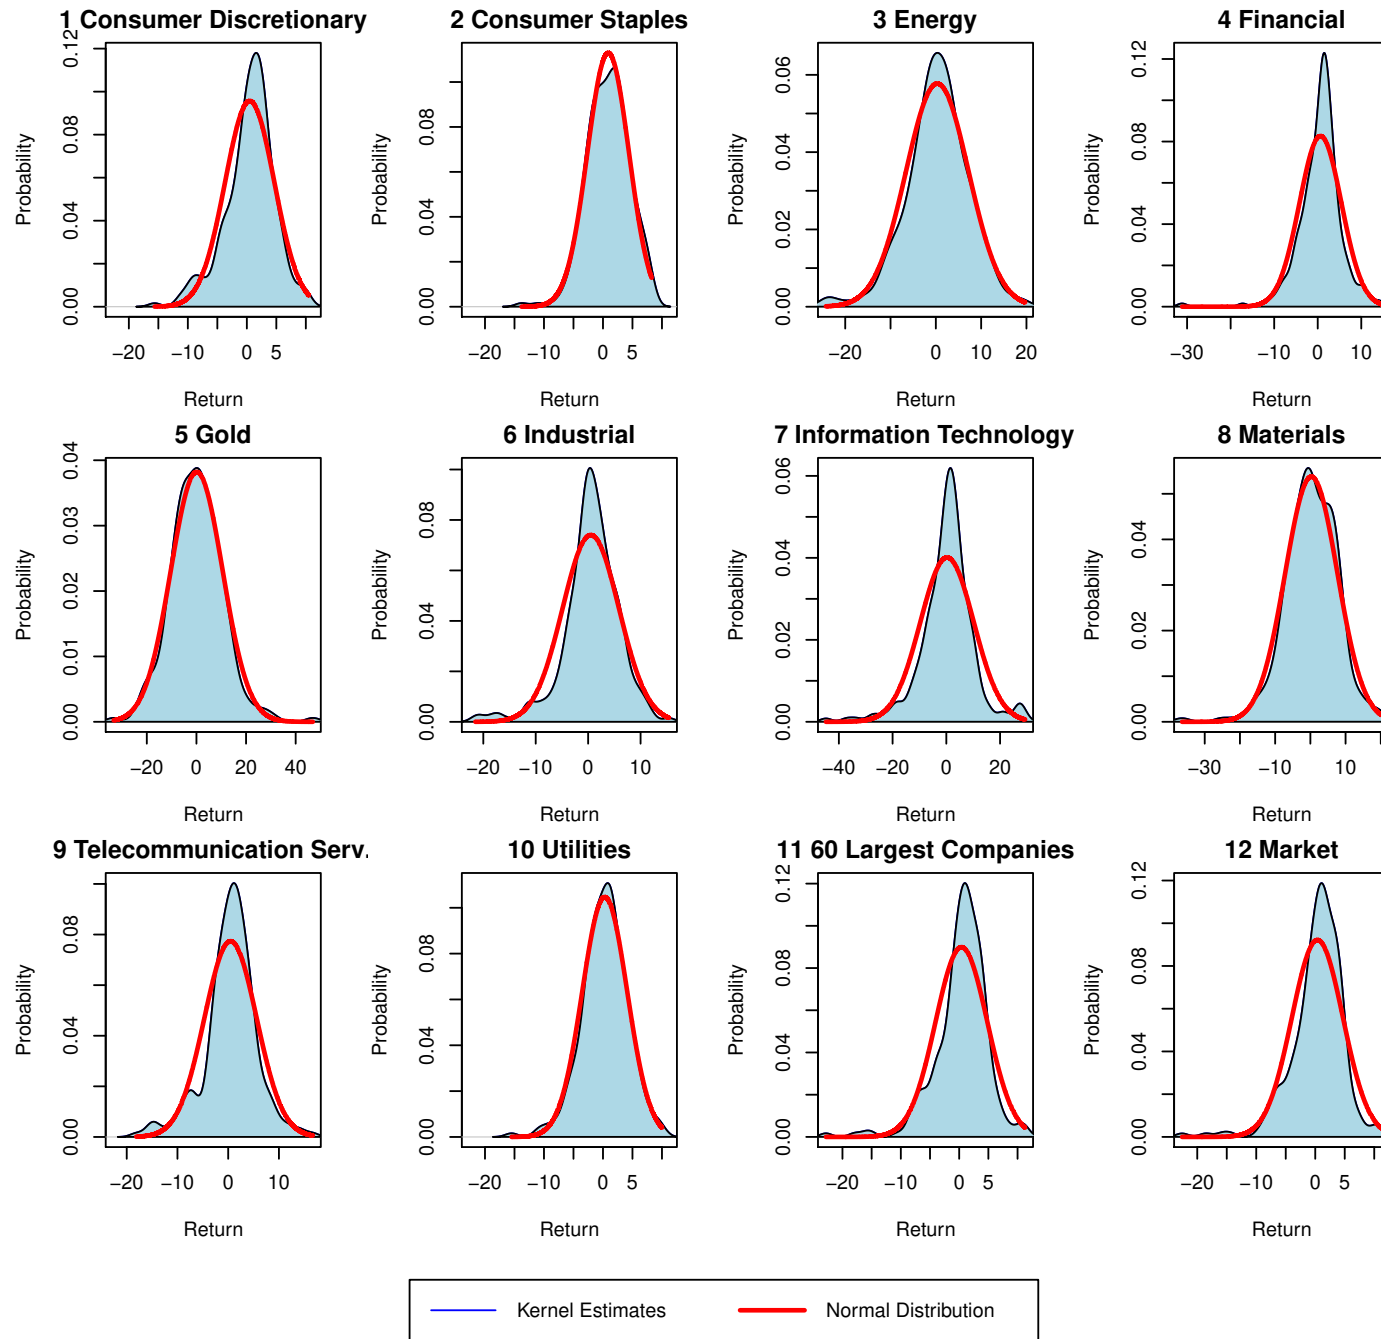 1 Consumer Discretionary
2 Consumer Staples
3 Energy
4 Financial
Probability
0.00 0.04 0.08 0.12
−20 −10 0 5
Return
Probability
0.00 0.04 0.08
−20 −10 0 5
Return
Probability
0.00 0.02 0.04 0.06
−20 0 10 20
Return
Probability
0.00 0.04 0.08 0.12
−30 −10 0 10
Return
5 Gold
6 Industrial
7 Information Technology
8 Materials
Probability
0.00 0.01 0.02 0.03 0.04
−20 0 20 40
Return
Probability
0.00 0.04 0.08
−20 −10 0 10
Return
Probability
0.00 0.02 0.04 0.06
−40 −20 0 20
Return
Probability
0.00 0.02 0.04
−30 −10 0 10
Return
9 Telecommunication Serv.
10 Utilities
11 60 Largest Companies
12 Market
Probability
0.00 0.04 0.08
−20 −10 0 10
Return
Probability
0.00 0.04 0.08
−20 −10 0 5
Return
Probability
0.00 0.04 0.08 0.12
−20 −10 0 5
Return
Probability
0.00 0.04 0.08 0.12
−20 −10 0 5
Return
Kernel Estimates
Normal Distribution